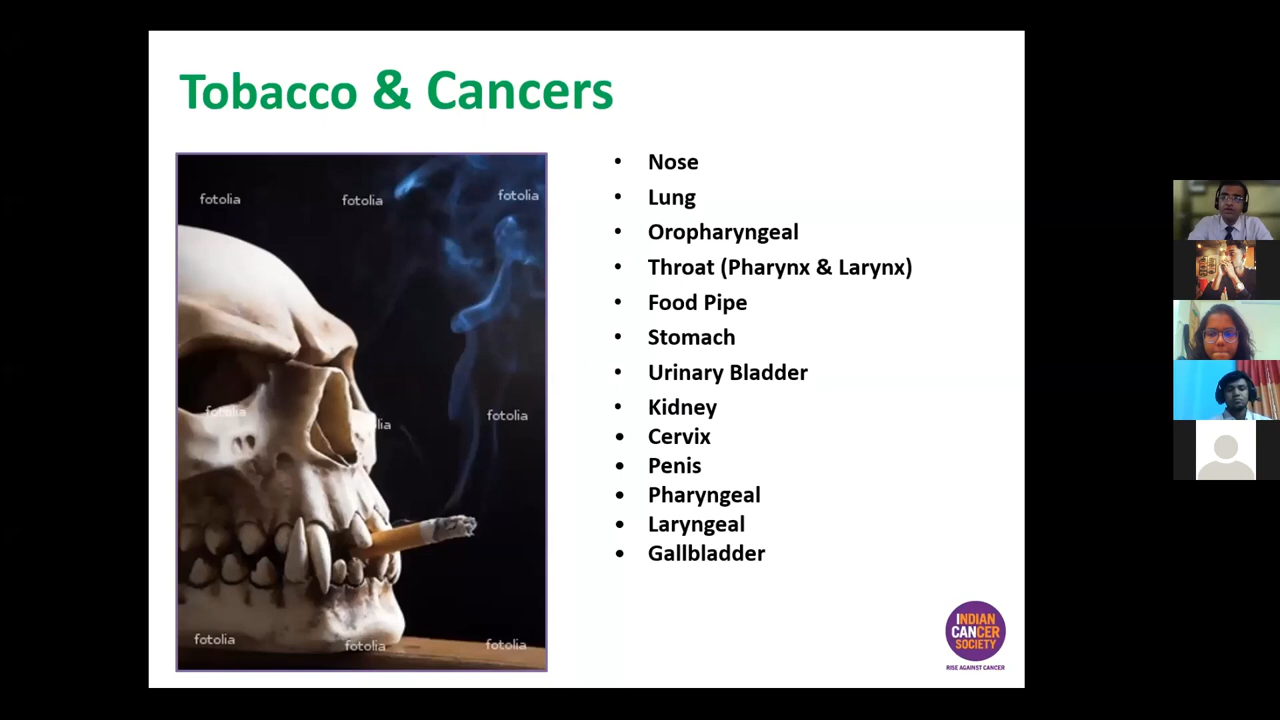 Tobacco & Cancers
fotolia
fotolia
fotolia
fotolia
lia
fotolia
fotolia
fotolia
fotolia
• Nose
• Lung
• Oropharyngeal
• Throat (Pharynx & Larynx)
• Food Pipe
• Stomach
• Urinary Bladder
• Kidney
• Cervix
• Penis
• Pharyngeal
• Laryngeal
• Gallbladder
INDIAN
CANCER
SOCIETY
RISE AGAINST CANCER